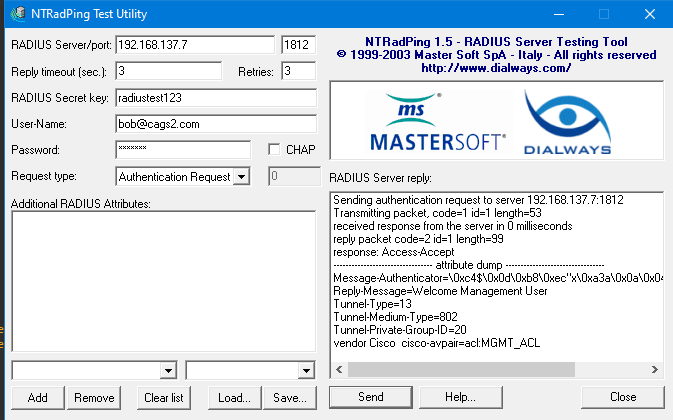 NTRadPing Test Utility
RADIUS Server/port: 192.168.137.7 1812
Reply timeout (sec.): 3 Retries: 3
RADIUS Secret key: radiustest123
User-Name: bob@cags2.com
Password: ******* CHAP
Request type: Authentication Request 0
Additional RADIUS Attributes:
Add Remove Clear list Load... Save...
NTRadPing 1.5 - RADIUS Server Testing Tool
© 1999-2003 Master Soft SpA - Italy - All rights reserved
http://www.dialways.com/
ms
MASTERSOFT®
DIALWAYS
RADIUS Server reply:
Sending authentication request to server 192.168.137.7:1812
Transmitting packet, code=1 id=1 length=53
received response from the server in 0 milliseconds
reply packet code=2 id=1 length=99
response: Access-Accept
-------------------------------- attribute dump --------------------------------
Message-Authenticator=\0xc4$\0x0d\0xb8\0xec"x\0xa3a\0x0a\0x04
Reply-Message=Welcome Management User
Tunnel-Type=13
Tunnel-Medium-Type=802
Tunnel-Private-Group-ID=20
vendor Cisco cisco-avpair=acl:MGMT_ACL
Send Help... Close